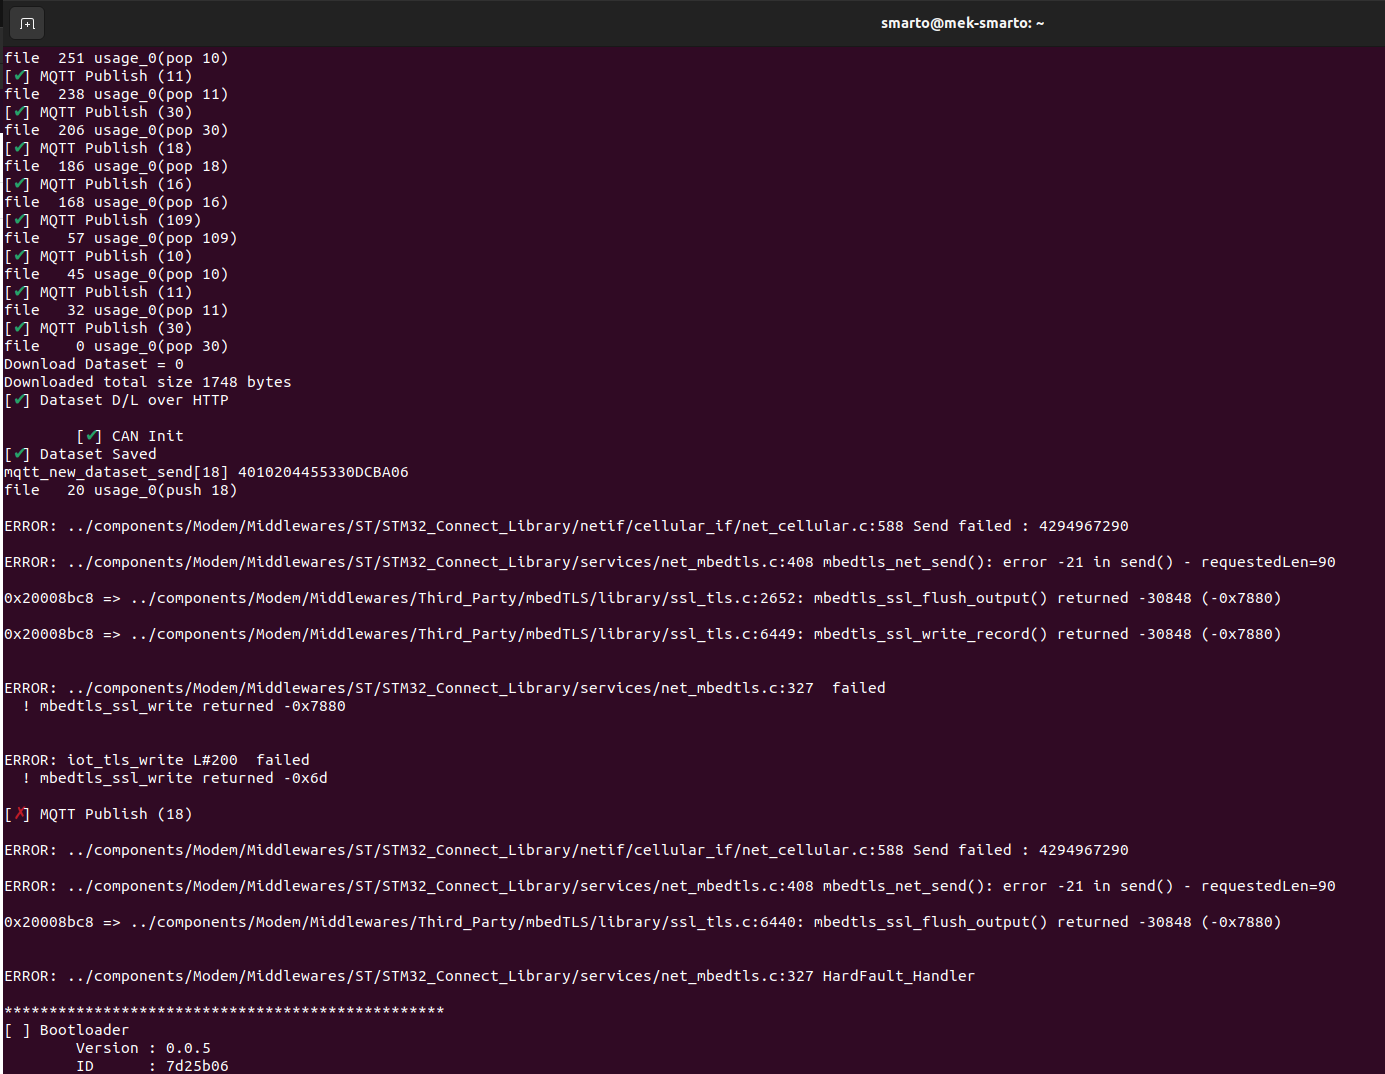 smarto@mek-smarto: ~
file  251 usage_0(pop 10)
[✔] MQTT Publish (11)
file  238 usage_0(pop 11)
[✔] MQTT Publish (30)
file  206 usage_0(pop 30)
[✔] MQTT Publish (18)
file  186 usage_0(pop 18)
[✔] MQTT Publish (16)
file  168 usage_0(pop 16)
[✔] MQTT Publish (109)
file   57 usage_0(pop 109)
[✔] MQTT Publish (10)
file   45 usage_0(pop 10)
[✔] MQTT Publish (11)
file   32 usage_0(pop 11)
[✔] MQTT Publish (30)
file    0 usage_0(pop 30)
Download Dataset = 0
Downloaded total size 1748 bytes
[✔] Dataset D/L over HTTP
[✔] CAN Init
[✔] Dataset Saved
mqtt_new_dataset_send[18] 4010204455330DCBA06
file   20 usage_0(push 18)
ERROR: ../components/Modem/Middlewares/ST/STM32_Connect_Library/netif/cellular_if/net_cellular.c:588 Send failed : 4294967290
ERROR: ../components/Modem/Middlewares/ST/STM32_Connect_Library/services/net_mbedtls.c:408 mbedtls_net_send(): error -21 in send() - requestedLen=90
0x20008bc8 => ../components/Modem/Middlewares/Third_Party/mbedTLS/library/ssl_tls.c:2652: mbedtls_ssl_flush_output() returned -30848 (-0x7880)
0x20008bc8 => ../components/Modem/Middlewares/Third_Party/mbedTLS/library/ssl_tls.c:6449: mbedtls_ssl_write_record() returned -30848 (-0x7880)
ERROR: ../components/Modem/Middlewares/ST/STM32_Connect_Library/services/net_mbedtls.c:327  failed
! mbedtls_ssl_write returned -0x7880
ERROR: iot_tls_write L#200  failed
! mbedtls_ssl_write returned -0x6d
[✗] MQTT Publish (18)
ERROR: ../components/Modem/Middlewares/ST/STM32_Connect_Library/netif/cellular_if/net_cellular.c:588 Send failed : 4294967290
ERROR: ../components/Modem/Middlewares/ST/STM32_Connect_Library/services/net_mbedtls.c:408 mbedtls_net_send(): error -21 in send() - requestedLen=90
0x20008bc8 => ../components/Modem/Middlewares/Third_Party/mbedTLS/library/ssl_tls.c:6440: mbedtls_ssl_flush_output() returned -30848 (-0x7880)
ERROR: ../components/Modem/Middlewares/ST/STM32_Connect_Library/services/net_mbedtls.c:327 HardFault_Handler
*************************************************
[ ] Bootloader
Version : 0.0.5
ID      : 7d25b06